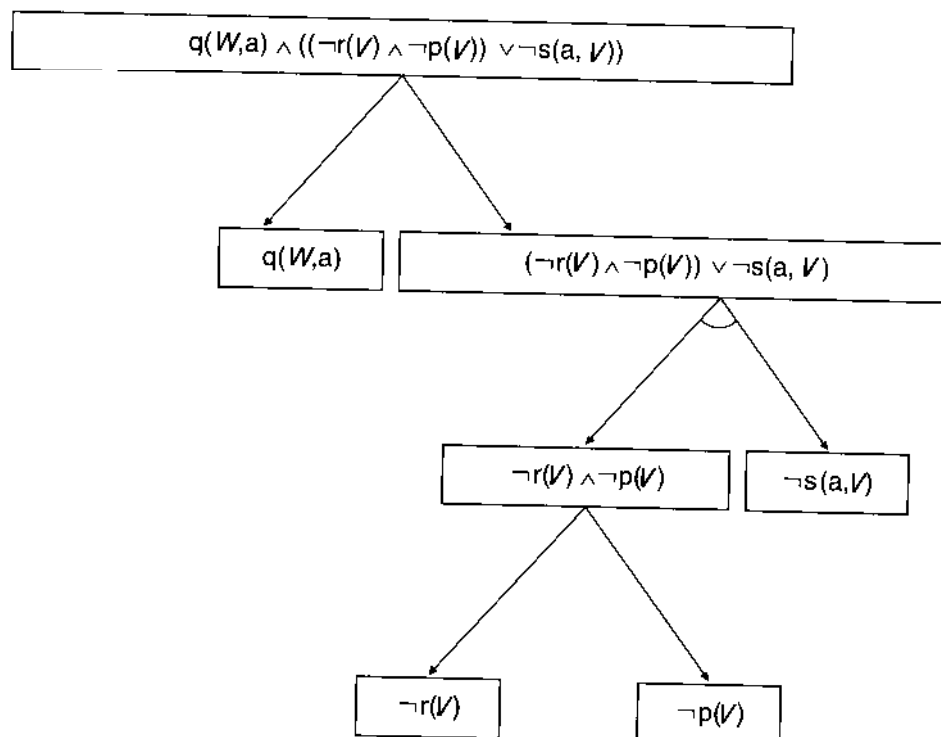 q(W,a) ∧ ((¬r(V) ∧ ¬p(V)) ∨ ¬s(a, V))
q(W,a)
(¬r(V) ∧ ¬p(V)) ∨ ¬s(a, V)
¬r(V) ∧ ¬p(V)
¬s(a,V)
¬r(V)
¬p(V)